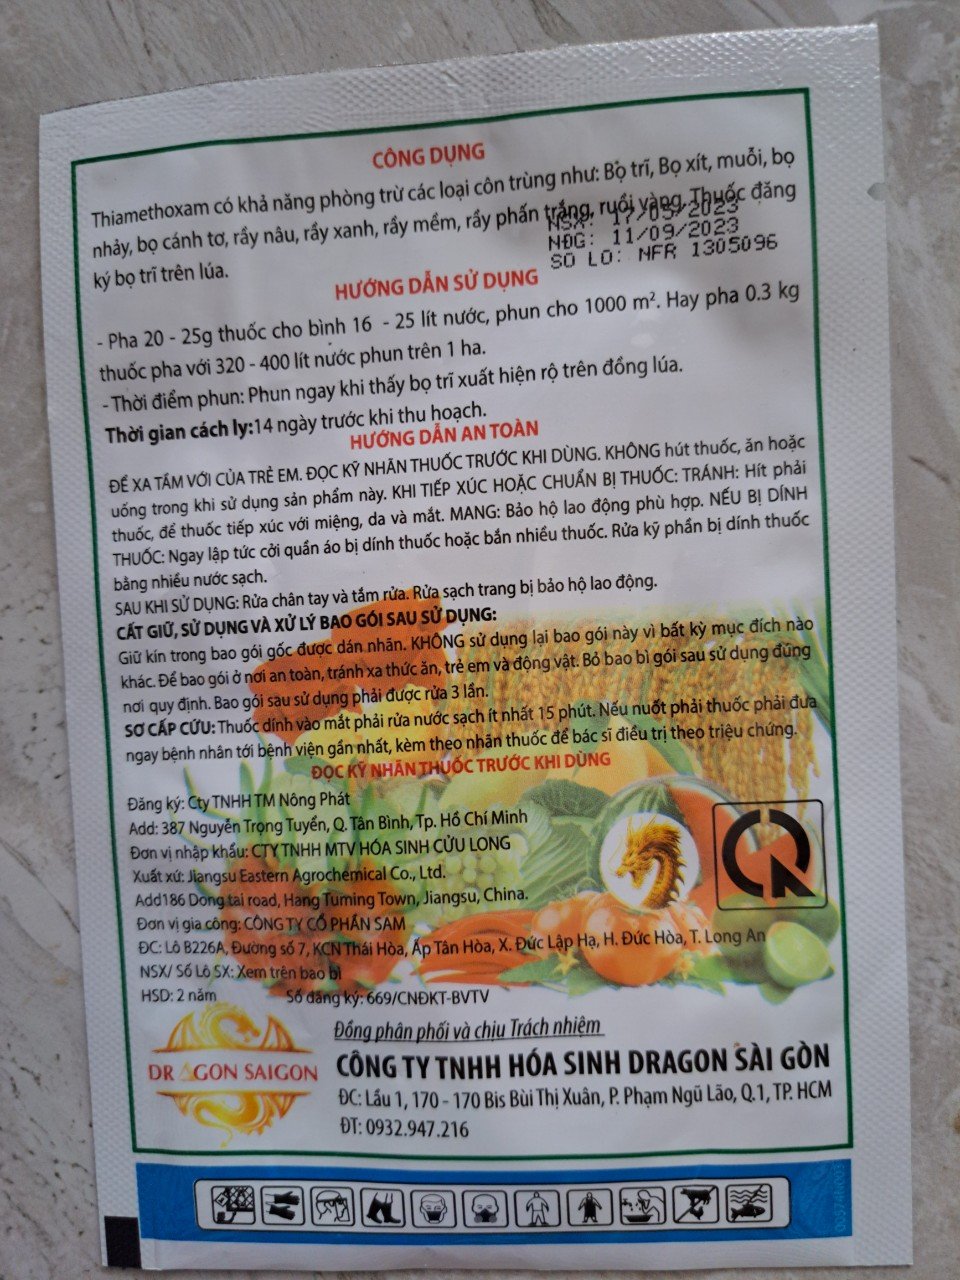 CÔNG DỤNG
Thiamethoxam có khả năng phòng trừ các loại côn trùng như: Bọ trĩ, Bọ xít, muỗi, bọ
nhảy, bọ cánh tơ, rầy nâu, rầy xanh, rầy mềm, rầy phấn trắng, ruồi vàng. Thuốc đặng
ký bọ trĩ trên lúa.
NSX: 17/05/2023
NĐG: 11/09/2023
SO LO: NFR 1305096
HƯỚNG DẪN SỬ DỤNG
- Pha 20 - 25g thuốc cho bình 16 - 25 lít nước, phun cho 1000 m². Hay pha 0.3 kg
thuốc pha với 320 - 400 lít nước phun trên 1 ha.
- Thời điểm phun: Phun ngay khi thấy bọ trĩ xuất hiện rộ trên đồng lúa.
Thời gian cách ly:14 ngày trước khi thu hoạch.
HƯỚNG DẪN AN TOÀN
ĐỂ XA TẦM VỚI CỦA TRẺ EM. ĐỌC KỸ NHÃN THUỐC TRƯỚC KHI DÙNG. KHÔNG hút thuốc, ăn hoặc
uống trong khi sử dụng sản phẩm này. KHI TIẾP XÚC HOẶC CHUẨN BỊ THUỐC: TRÁNH: Hít phải
thuốc, để thuốc tiếp xúc với miệng, da và mắt. MANG: Bảo hộ lao động phù hợp. NẾU BỊ DÍNH
THUỐC: Ngay lập tức cởi quần áo bị dính thuốc hoặc bắn nhiều thuốc. Rửa kỹ phần bị dính thuốc
bằng nhiều nước sạch.
SAU KHI SỬ DỤNG: Rửa chân tay và tắm rửa. Rửa sạch trang bị bảo hộ lao động.
CẤT GIỮ, SỬ DỤNG VÀ XỬ LÝ BAO GÓI SAU SỬ DỤNG:
Giữ kín trong bao gói gốc được dán nhãn. KHÔNG sử dụng lại bao gói này vì bất kỳ mục đích nào
khác. Để bao gói ở nơi an toàn, tránh xa thức ăn, trẻ em và động vật. Bỏ bao bì gói sau sử dụng đúng
nơi quy định. Bao gói sau sử dụng phải được rửa 3 lần.
SƠ CẤP CỨU: Thuốc dính vào mắt phải rửa nước sạch ít nhất 15 phút. Nếu nuốt phải thuốc phải đưa
ngay bệnh nhân tới bệnh viện gần nhất, kèm theo nhãn thuốc để bác sĩ điều trị theo triệu chứng.
ĐỌC KỸ NHÃN THUỐC TRƯỚC KHI DÙNG
Đăng ký: Cty TNHH TM Nông Phát
Add: 387 Nguyễn Trọng Tuyển, Q. Tân Bình, Tp. Hồ Chí Minh
Đơn vị nhập khẩu: CTY TNHH MTV HÓA SINH CỬU LONG
Xuất xứ: Jiangsu Eastern Agrochemical Co., Ltd.
Add186 Dong tai road, Hang Tuming Town, Jiangsu, China.
Đơn vị gia công: CÔNG TY CỔ PHẦN SAM
ĐC: Lô B226A, Đường số 7, KCN Thái Hòa, Ấp Tân Hòa, X. Đức Lập Hạ, H. Đức Hòa, T. Long An
NSX/ Số Lô SX: Xem trên bao bì
HSD: 2 năm Số đăng ký: 669/CNĐKT-BVTV
Đồng phân phối và chịu Trách nhiệm
DRAGON SAIGON
CÔNG TY TNHH HÓA SINH DRAGON SÀI GÒN
ĐC: Lầu 1, 170 - 170 Bis Bùi Thị Xuân, P. Phạm Ngũ Lão, Q.1, TP. HCM
ĐT: 0932.947.216